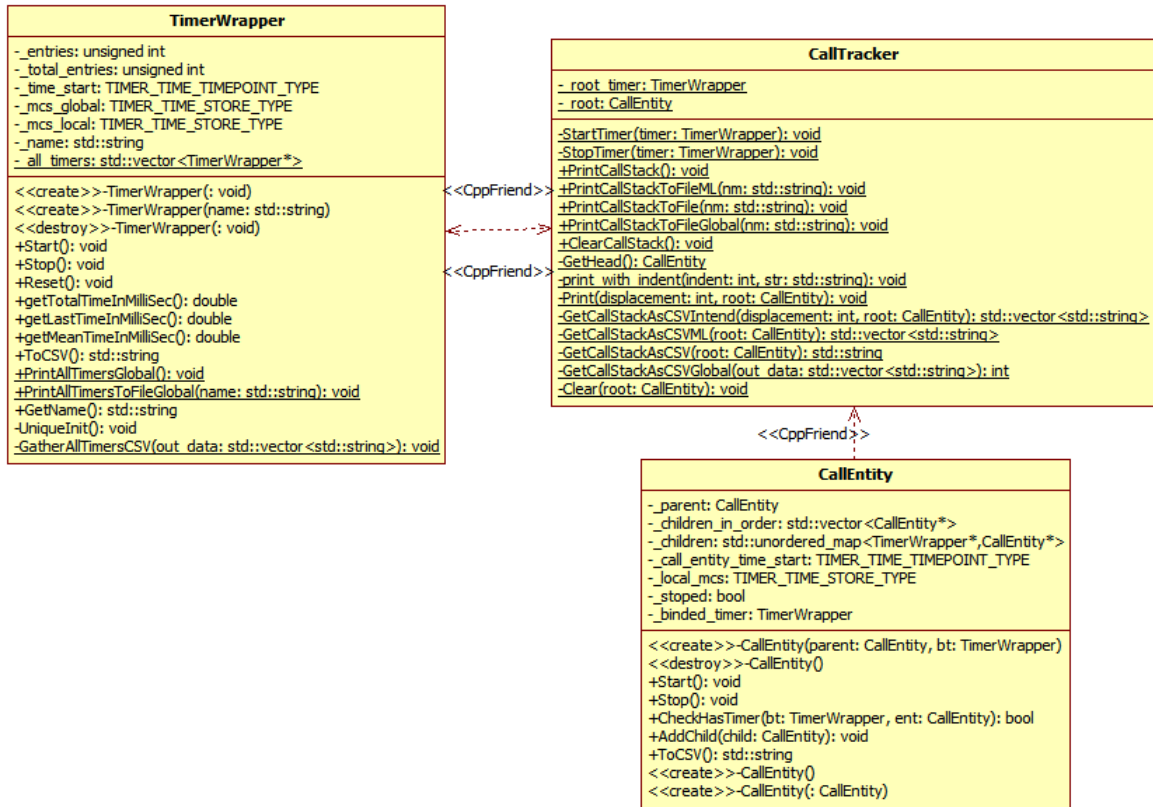 TimerWrapper
-_entries: unsigned int
-_total_entries: unsigned int
-_time_start: TIMER_TIME_TIMEPOINT_TYPE
-_mcs_global: TIMER_TIME_STORE_TYPE
-_mcs_local: TIMER_TIME_STORE_TYPE
-_name: std::string
-_all_timers: std::vector<TimerWrapper*>
<<create>>-TimerWrapper(: void)
<<create>>-TimerWrapper(name: std::string)
<<destroy>>-TimerWrapper(: void)
+Start(): void
+Stop(): void
+Reset(): void
+getTotalTimeInMilliSec(): double
+getLastTimeInMilliSec(): double
+getMeanTimeInMilliSec(): double
+ToCSV(): std::string
+PrintAllTimersGlobal(): void
+PrintAllTimersToFileGlobal(name: std::string): void
+GetName(): std::string
-UniqueInit(): void
-GatherAllTimersCSV(out_data: std::vector<std::string>): void
<<CppFriend>>
<<CppFriend>>
CallTracker
-_root_timer: TimerWrapper
-_root: CallEntity
-StartTimer(timer: TimerWrapper): void
-StopTimer(timer: TimerWrapper): void
+PrintCallStack(): void
+PrintCallStackToFileML(nm: std::string): void
+PrintCallStackToFile(nm: std::string): void
+PrintCallStackToFileGlobal(nm: std::string): void
+ClearCallStack(): void
-GetHead(): CallEntity
-print_with_indent(indent: int, str: std::string): void
-Print(displacement: int, root: CallEntity): void
-GetCallStackAsCSVIntend(displacement: int, root: CallEntity): std::vector<std::string>
-GetCallStackAsCSVML(root: CallEntity): std::vector<std::string>
-GetCallStackAsCSV(root: CallEntity): std::string
-GetCallStackAsCSVGlobal(out_data: std::vector<std::string>): int
-Clear(root: CallEntity): void
<<CppFriend>>
CallEntity
-_parent: CallEntity
-_children_in_order: std::vector<CallEntity*>
-_children: std::unordered_map<TimerWrapper*,CallEntity*>
-_call_entity_time_start: TIMER_TIME_TIMEPOINT_TYPE
-_local_mcs: TIMER_TIME_STORE_TYPE
-_stoped: bool
-_binded_timer: TimerWrapper
<<create>>-CallEntity(parent: CallEntity, bt: TimerWrapper)
<<destroy>>-CallEntity()
+Start(): void
+Stop(): void
+CheckHasTimer(bt: TimerWrapper, ent: CallEntity): bool
+AddChild(child: CallEntity): void
+ToCSV(): std::string
<<create>>-CallEntity()
<<create>>-CallEntity(: CallEntity)